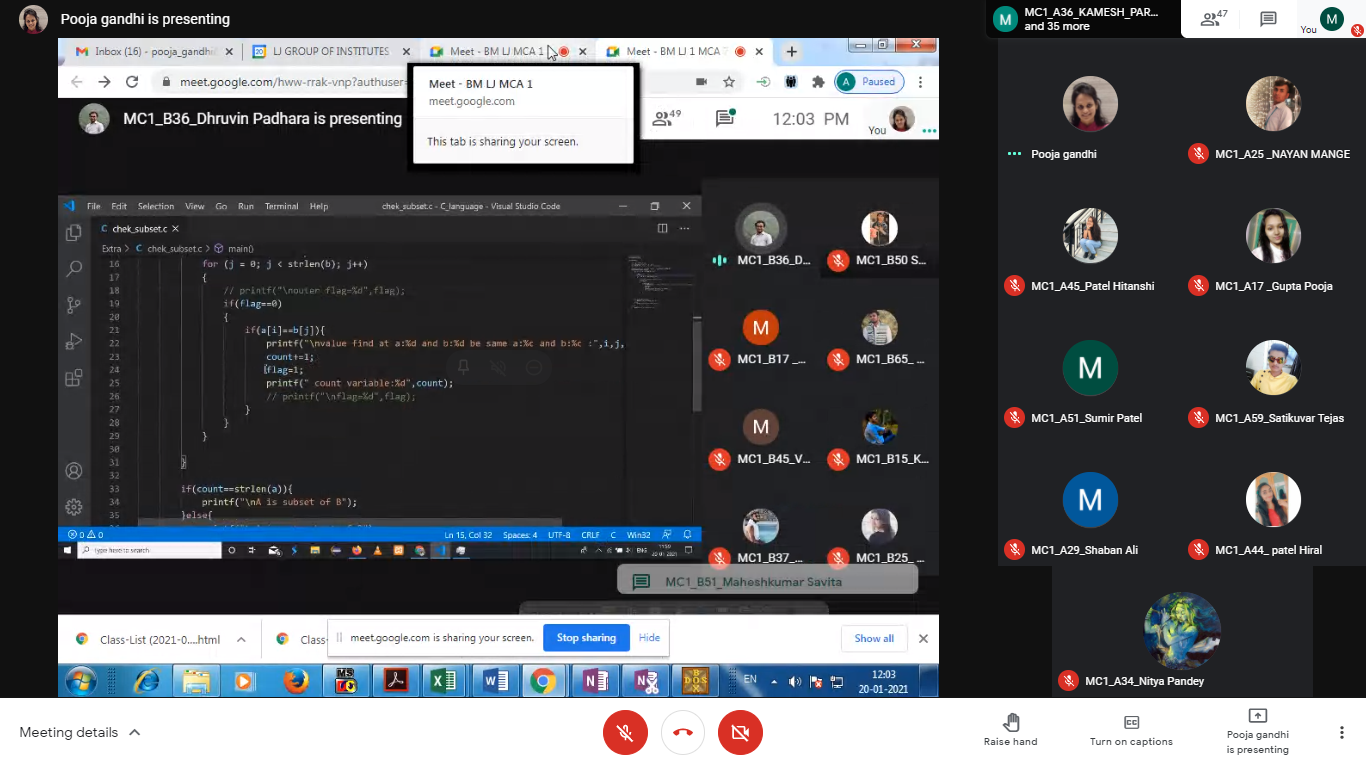 Pooja gandhi is presenting
MC1_A36_KAMESH_PAR...
and 35 more
47
You
M
Inbox (16) - pooja_gandhi
LJ GROUP OF INSTITUTES
Meet - BM LJ MCA 1
Meet - BM LJ 1 MCA
meet.google.com/hww-rrak-vnp?authuser=
A Paused
Meet - BM LJ MCA 1
meet.google.com
This tab is sharing your screen.
MC1_B36_Dhruvin Padhara is presenting
49
12:03 PM
You
File Edit Selection View Go Run Terminal Help
chek_subset.c - C_language - Visual Studio Code
C chek_subset.c
Extra > C chek_subset.c > main()
16 for (j = 0; j < strlen(b); j++)
17 {
18 // printf("\nouter flag=%d",flag);
19 if(flag==0)
20 {
21 if(a[i]==b[j]){
22 printf("\nvalue find at a:%d and b:%d be same a:%c and b:%c :",i,j,
23 count+=1;
24 flag=1;
25 printf(" count variable:%d",count);
26 // printf("\nflag=%d",flag);
27 }
28 }
29 }
30
31 }
32
33 if(count==strlen(a)){
34 printf("\nA is subset of B");
35 }else{
0 0
Ln 15, Col 32 Spaces: 4 UTF-8 CRLF C Win32
Type here to search
ENG
MC1_B36_D...
MC1_B50 S...
M
MC1_B17 _...
MC1_B65_ ...
M
MC1_B45_V...
MC1_B15_K...
MC1_B37_...
MC1_B25_ ...
MC1_B51_Maheshkumar Savita
Class-List (2021-0....html
Class-
meet.google.com is sharing your screen.
Stop sharing
Hide
Show all
EN
12:03
20-01-2021
Pooja gandhi
MC1_A25 _NAYAN MANGE
MC1_A45_Patel Hitanshi
MC1_A17 _Gupta Pooja
M
MC1_A51_Sumir Patel
MC1_A59_Satikuvar Tejas
M
MC1_A29_Shaban Ali
MC1_A44_ patel Hiral
MC1_A34_Nitya Pandey
Meeting details
Raise hand
Turn on captions
Pooja gandhi
is presenting